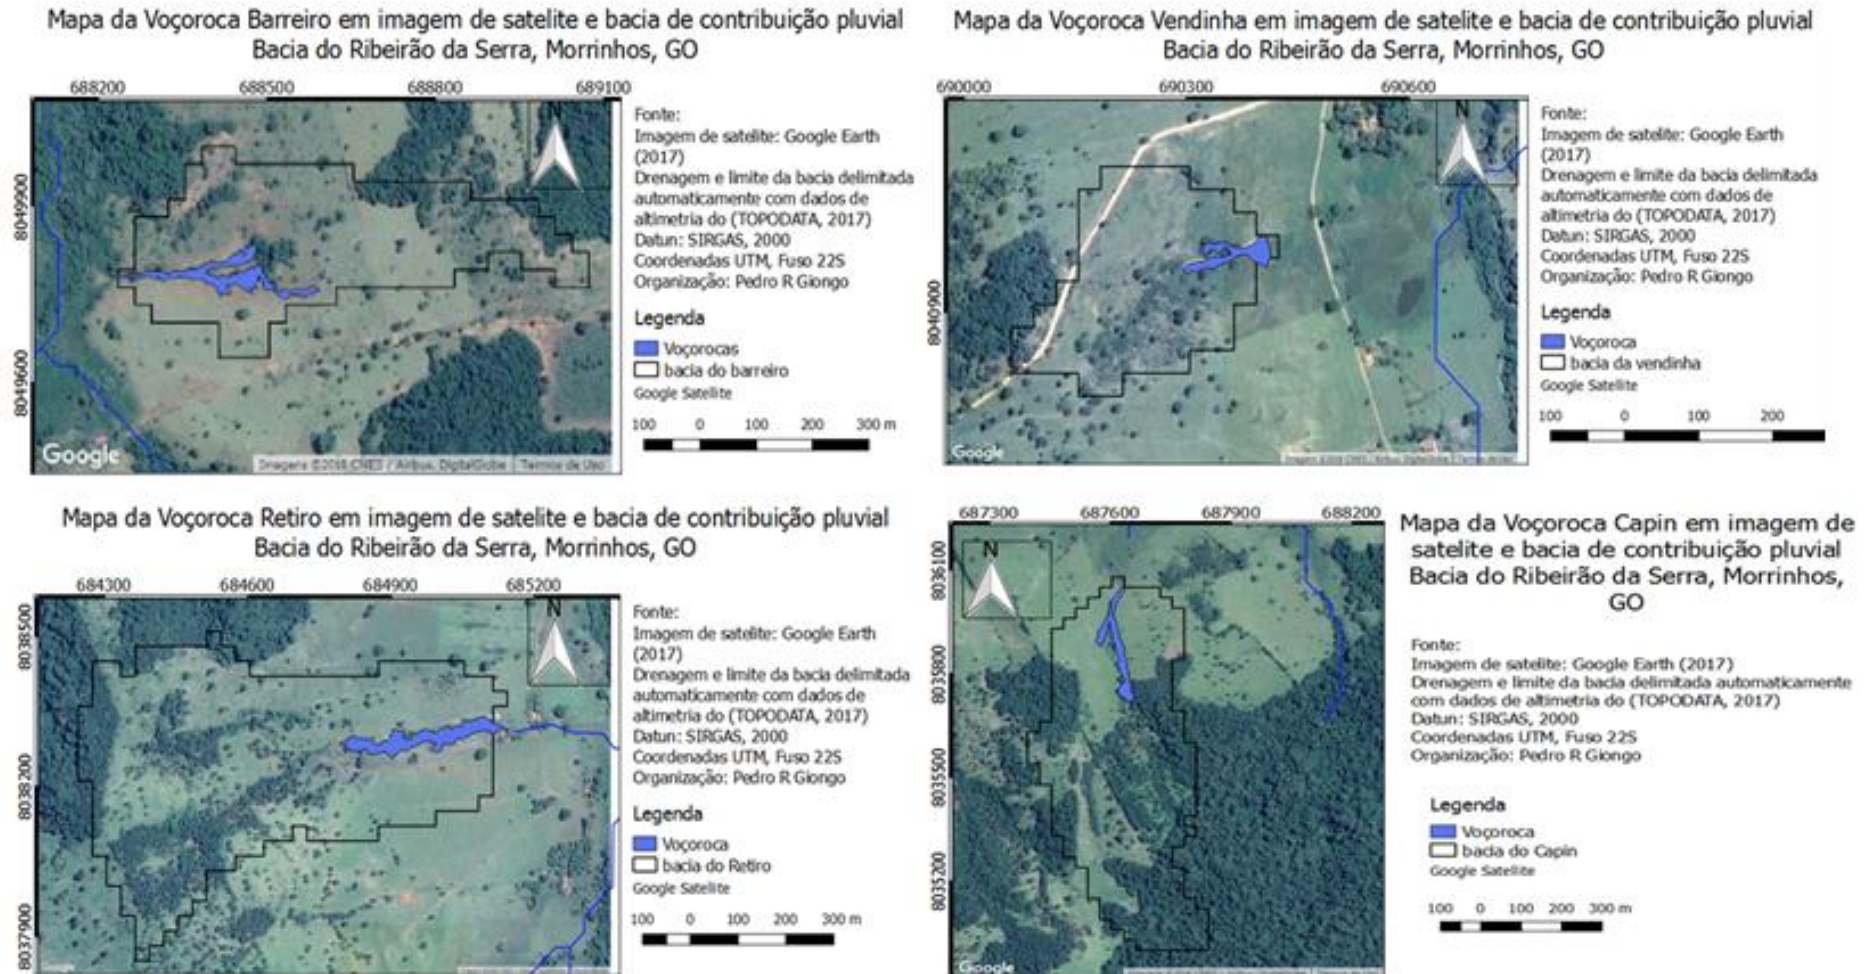 Mapa da Voçoroca Barreiro em imagem de satelite e bacia de contribuição pluvial
Bacia do Ribeirão da Serra, Morrinhos, GO
688200 688500 688800 689100
8049900
8049600
N
Fonte:
Imagem de satelite: Google Earth
(2017)
Drenagem e limite da bacia delimitada
automaticamente com dados de
altimetria do (TOPODATA, 2017)
Datun: SIRGAS, 2000
Coordenadas UTM, Fuso 22S
Organização: Pedro R Giongo
Legenda
Voçorocas
bacia do barreiro
Google Satellite
100 0 100 200 300 m
Google
Imagens ©2018 CNES / Airbus, DigitalGlobe Termos de Uso
Mapa da Voçoroca Vendinha em imagem de satelite e bacia de contribuição pluvial
Bacia do Ribeirão da Serra, Morrinhos, GO
690000 690300 690600
8040900
N
Fonte:
Imagem de satelite: Google Earth
(2017)
Drenagem e limite da bacia delimitada
automaticamente com dados de
altimetria do (TOPODATA, 2017)
Datun: SIRGAS, 2000
Coordenadas UTM, Fuso 22S
Organização: Pedro R Giongo
Legenda
Voçoroca
bacia da vendinha
Google Satellite
100 0 100 200
Google
Mapa da Voçoroca Retiro em imagem de satelite e bacia de contribuição pluvial
Bacia do Ribeirão da Serra, Morrinhos, GO
684300 684600 684900 685200
8038500
8038200
8037900
N
Fonte:
Imagem de satelite: Google Earth
(2017)
Drenagem e limite da bacia delimitada
automaticamente com dados de
altimetria do (TOPODATA, 2017)
Datun: SIRGAS, 2000
Coordenadas UTM, Fuso 22S
Organização: Pedro R Giongo
Legenda
Voçoroca
bacia do Retiro
Google Satellite
100 0 100 200 300 m
Google
687300 687600 687900 688200
8036100
8035800
8035500
8035200
N
Google
Mapa da Voçoroca Capin em imagem de
satelite e bacia de contribuição pluvial
Bacia do Ribeirão da Serra, Morrinhos,
GO
Fonte:
Imagem de satelite: Google Earth (2017)
Drenagem e limite da bacia delimitada automaticamente
com dados de altimetria do (TOPODATA, 2017)
Datun: SIRGAS, 2000
Coordenadas UTM, Fuso 22S
Organização: Pedro R Giongo
Legenda
Voçoroca
bacia do Capin
Google Satellite
100 0 100 200 300 m